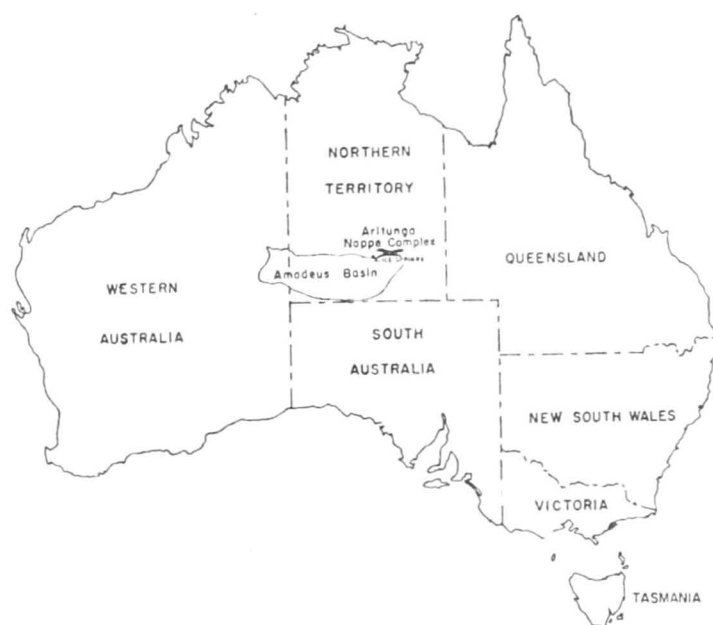 NORTHERN
TERRITORY
Arltunga
Nappe Complex
Amadeus Basin
QUEENSLAND
WESTERN
AUSTRALIA
SOUTH
AUSTRALIA
NEW SOUTH WALES
VICTORIA
TASMANIA